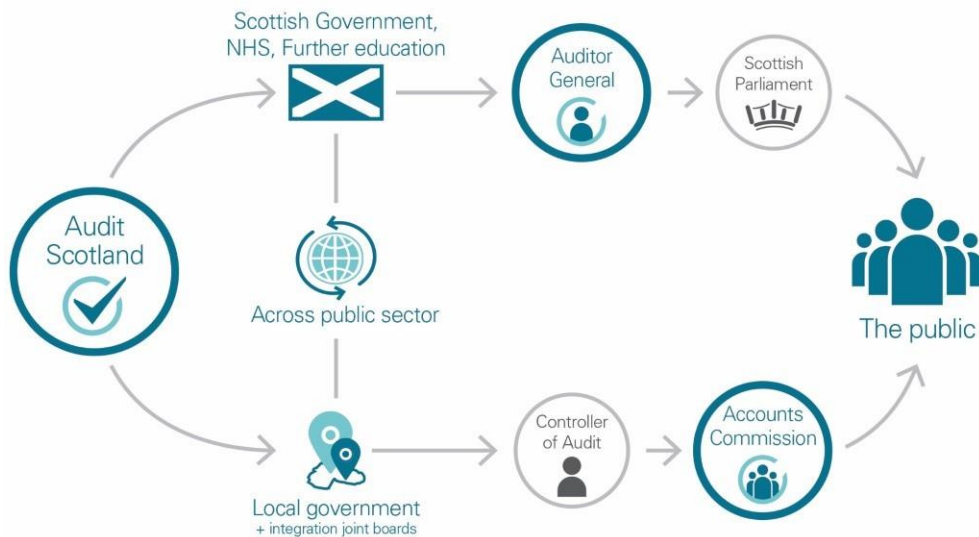 Scottish Government,
NHS, Further education
Auditor
General
Scottish
Parliament
Audit
Scotland
Across public sector
The public
Local government
+ integration joint boards
Controller
of Audit
Accounts
Commission